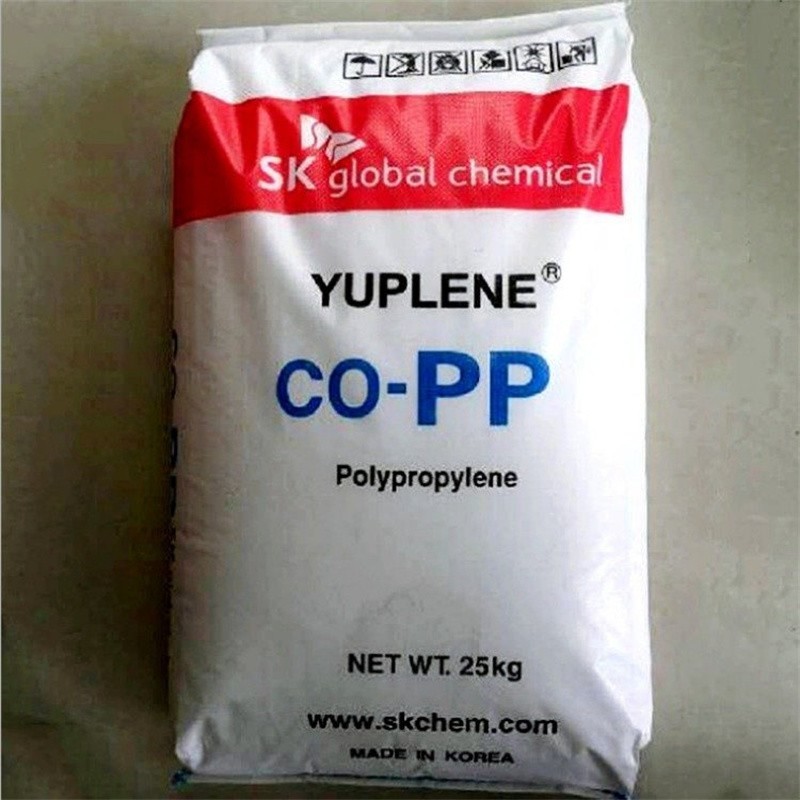 SK global chemical
YUPLENE®
CO-PP
Polypropylene
NET WT. 25kg
www.skchem.com
MADE IN KOREA